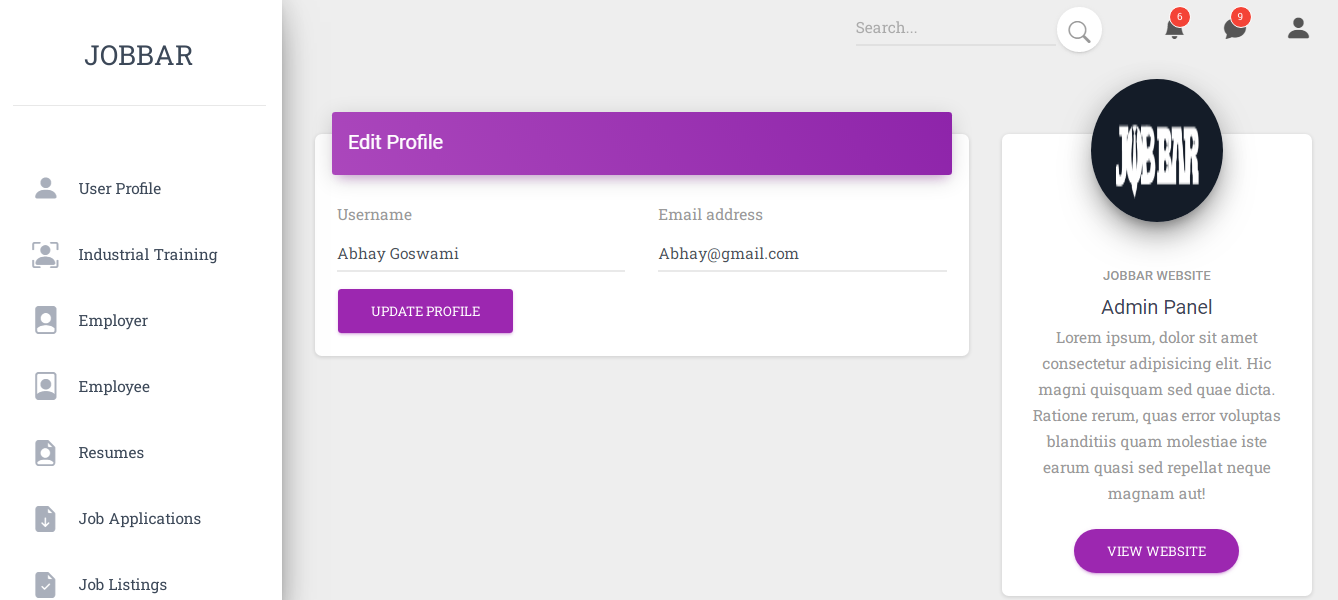 JOBBAR
User Profile
Industrial Training
Employer
Employee
Resumes
Job Applications
Job Listings
Search...
6
9
Edit Profile
Username
Email address
Abhay Goswami
Abhay@gmail.com
UPDATE PROFILE
JOBBAR
JOBBAR WEBSITE
Admin Panel
Lorem ipsum, dolor sit amet
consectetur adipisicing elit. Hic
magni quisquam sed quae dicta.
Ratione rerum, quas error voluptas
blanditiis quam molestiae iste
earum quasi sed repellat neque
magnam aut!
VIEW WEBSITE